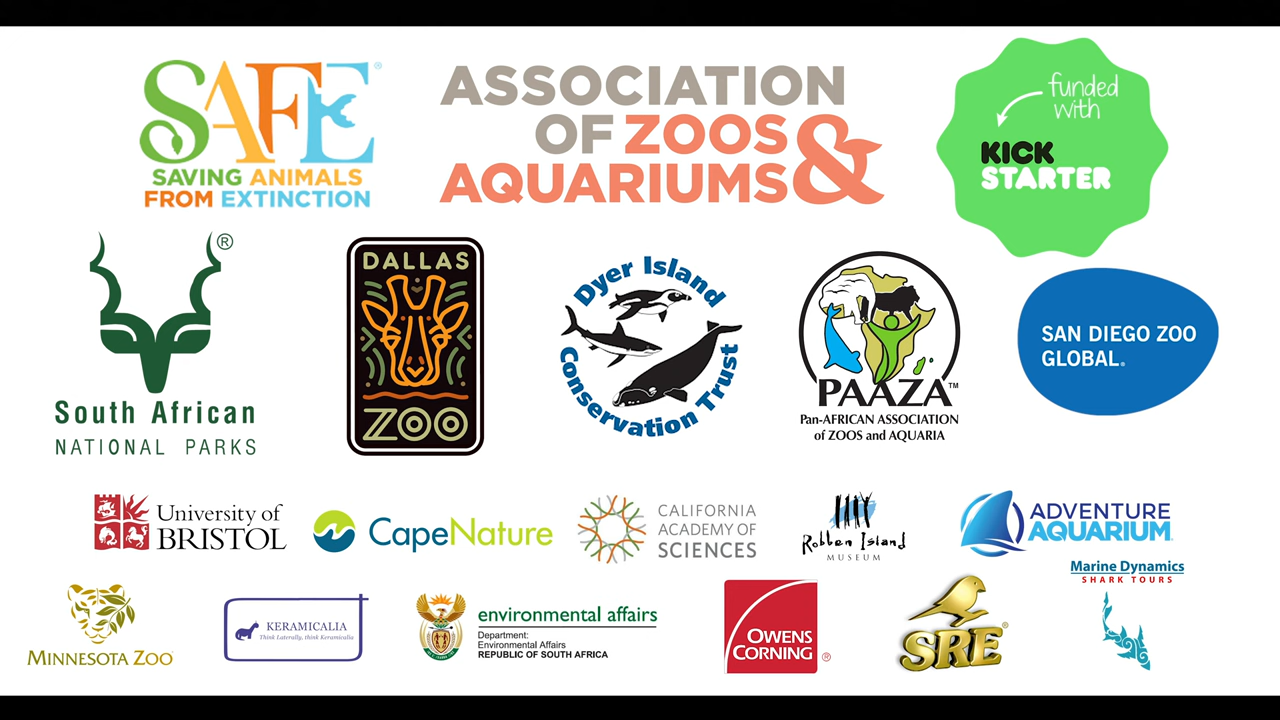 SAFE®
SAVING ANIMALS
FROM EXTINCTION
ASSOCIATION
OF ZOOS &
AQUARIUMS
funded
with
KICK
STARTER
®
South African
NATIONAL PARKS
DALLAS
ZOO
Dyer Island
Conservation Trust
PAAZA™
Pan-AFRICAN ASSOCIATION
of ZOOS and AQUARIA
SAN DIEGO ZOO
GLOBAL®
University of
BRISTOL
CapeNature
CALIFORNIA
ACADEMY OF
SCIENCES
Robben Island
MUSEUM
ADVENTURE
AQUARIUM
Marine Dynamics
SHARK TOURS
MINNESOTA ZOO
KERAMICALIA
Think Laterally, think Keramicalia
environmental affairs
Department:
Environmental Affairs
REPUBLIC OF SOUTH AFRICA
OWENS
CORNING
®
SRE®